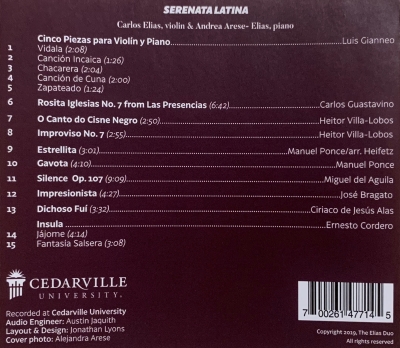 SERENATA LATINA
Carlos Elias, violin & Andrea Arese- Elias, piano
Cinco Piezas para Violín y Piano Luis Gianneo
1 Vidala (2:08)
2 Canción Incaica (1:26)
3 Chacarera (2:04)
4 Canción de Cuna (2:00)
5 Zapateado (1:24)
6 Rosita Iglesias No. 7 from Las Presencias (6:42) Carlos Guastavino
7 O Canto do Cisne Negro (2:50) Heitor Villa-Lobos
8 Improviso No. 7 (2:55) Heitor Villa-Lobos
9 Estrellita (3:01) Manuel Ponce/arr. Heifetz
10 Gavota (4:10) Manuel Ponce
11 Silence Op. 107 (9:09) Miguel del Aguila
12 Impresionista (4:27) José Bragato
13 Dichoso Fuí (3:32) Ciriaco de Jesús Alas
Insula Ernesto Cordero
14 Jájome (4:14)
15 Fantasía Salsera (3:08)
CEDARVILLE
UNIVERSITY.
Recorded at Cedarville University
Audio Engineer: Austin Jaquith
Layout & Design: Jonathan Lyons
Cover photo: Alejandra Arese
7 00261 47714 5
Copyright 2019, The Elias Duo
All rights reserved.